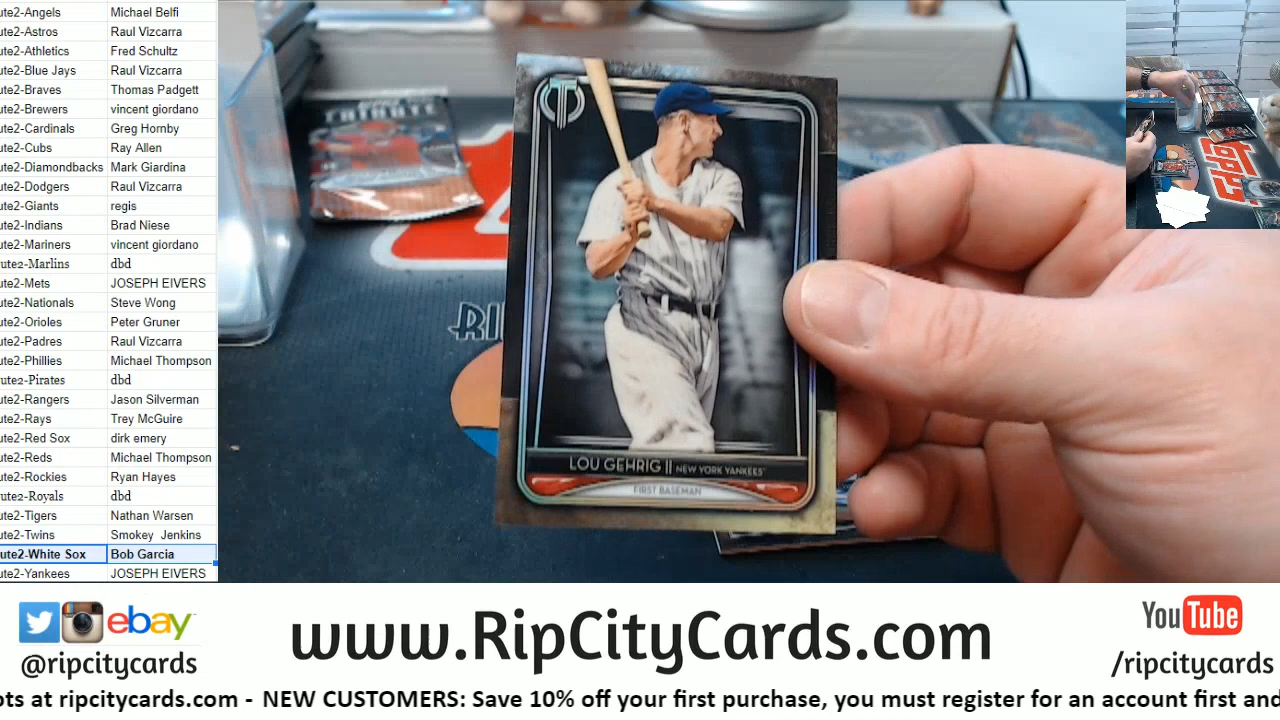 ute2-Angels Michael Belfi
ute2-Astros Raul Vizcarra
ute2-Athletics Fred Schultz
ute2-Blue Jays Raul Vizcarra
ute2-Braves Thomas Padgett
ute2-Brewers vincent giordano
ute2-Cardinals Greg Hornby
ute2-Cubs Ray Allen
ute2-Diamondbacks Mark Giardina
ute2-Dodgers Raul Vizcarra
ute2-Giants regis
ute2-Indians Brad Niese
ute2-Mariners vincent giordano
ute2-Marlins dbd
ute2-Mets JOSEPH EIVERS
ute2-Nationals Steve Wong
ute2-Orioles Peter Gruner
ute2-Padres Raul Vizcarra
ute2-Phillies Michael Thompson
ute2-Pirates dbd
ute2-Rangers Jason Silverman
ute2-Rays Trey McGuire
ute2-Red Sox dirk emery
ute2-Reds Michael Thompson
ute2-Rockies Ryan Hayes
ute2-Royals dbd
ute2-Tigers Nathan Warsen
ute2-Twins Smokey Jenkins
ute2-White Sox Bob Garcia
ute2-Yankees JOSEPH EIVERS
TRIBUTE
RI
LOU GEHRIG || NEW YORK YANKEES™
FIRST BASEMAN
topps
ebay™
@ripcitycards
www.RipCityCards.com
YouTube
/ripcitycards
ots at ripcitycards.com - NEW CUSTOMERS: Save 10% off your first purchase, you must register for an account first and